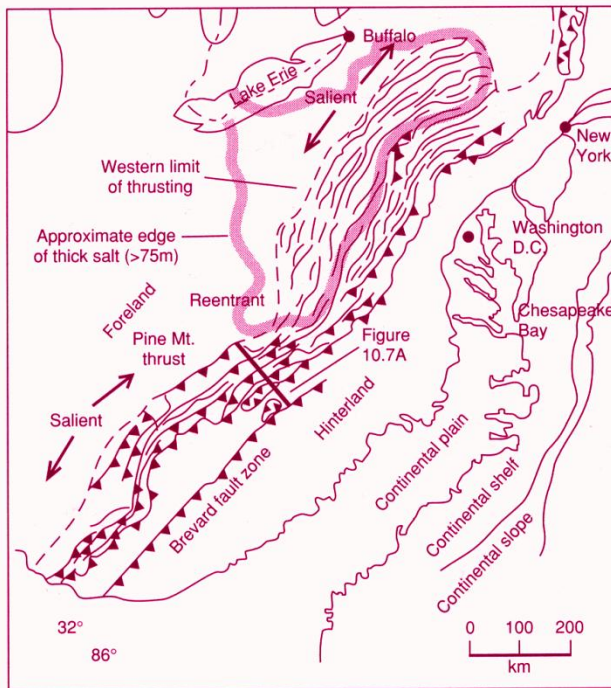 Buffalo
Lake Erie
Salient
New
York
Western limit
of thrusting
Washington
D.C.
Approximate edge
of thick salt (>75m)
Chesapeake
Bay
Reentrant
Foreland
Figure
10.7A
Pine Mt.
thrust
Hinterland
Salient
Continental plain
Brevard fault zone
Continental shelf
Continental slope
32°
86°
0 100 200
km